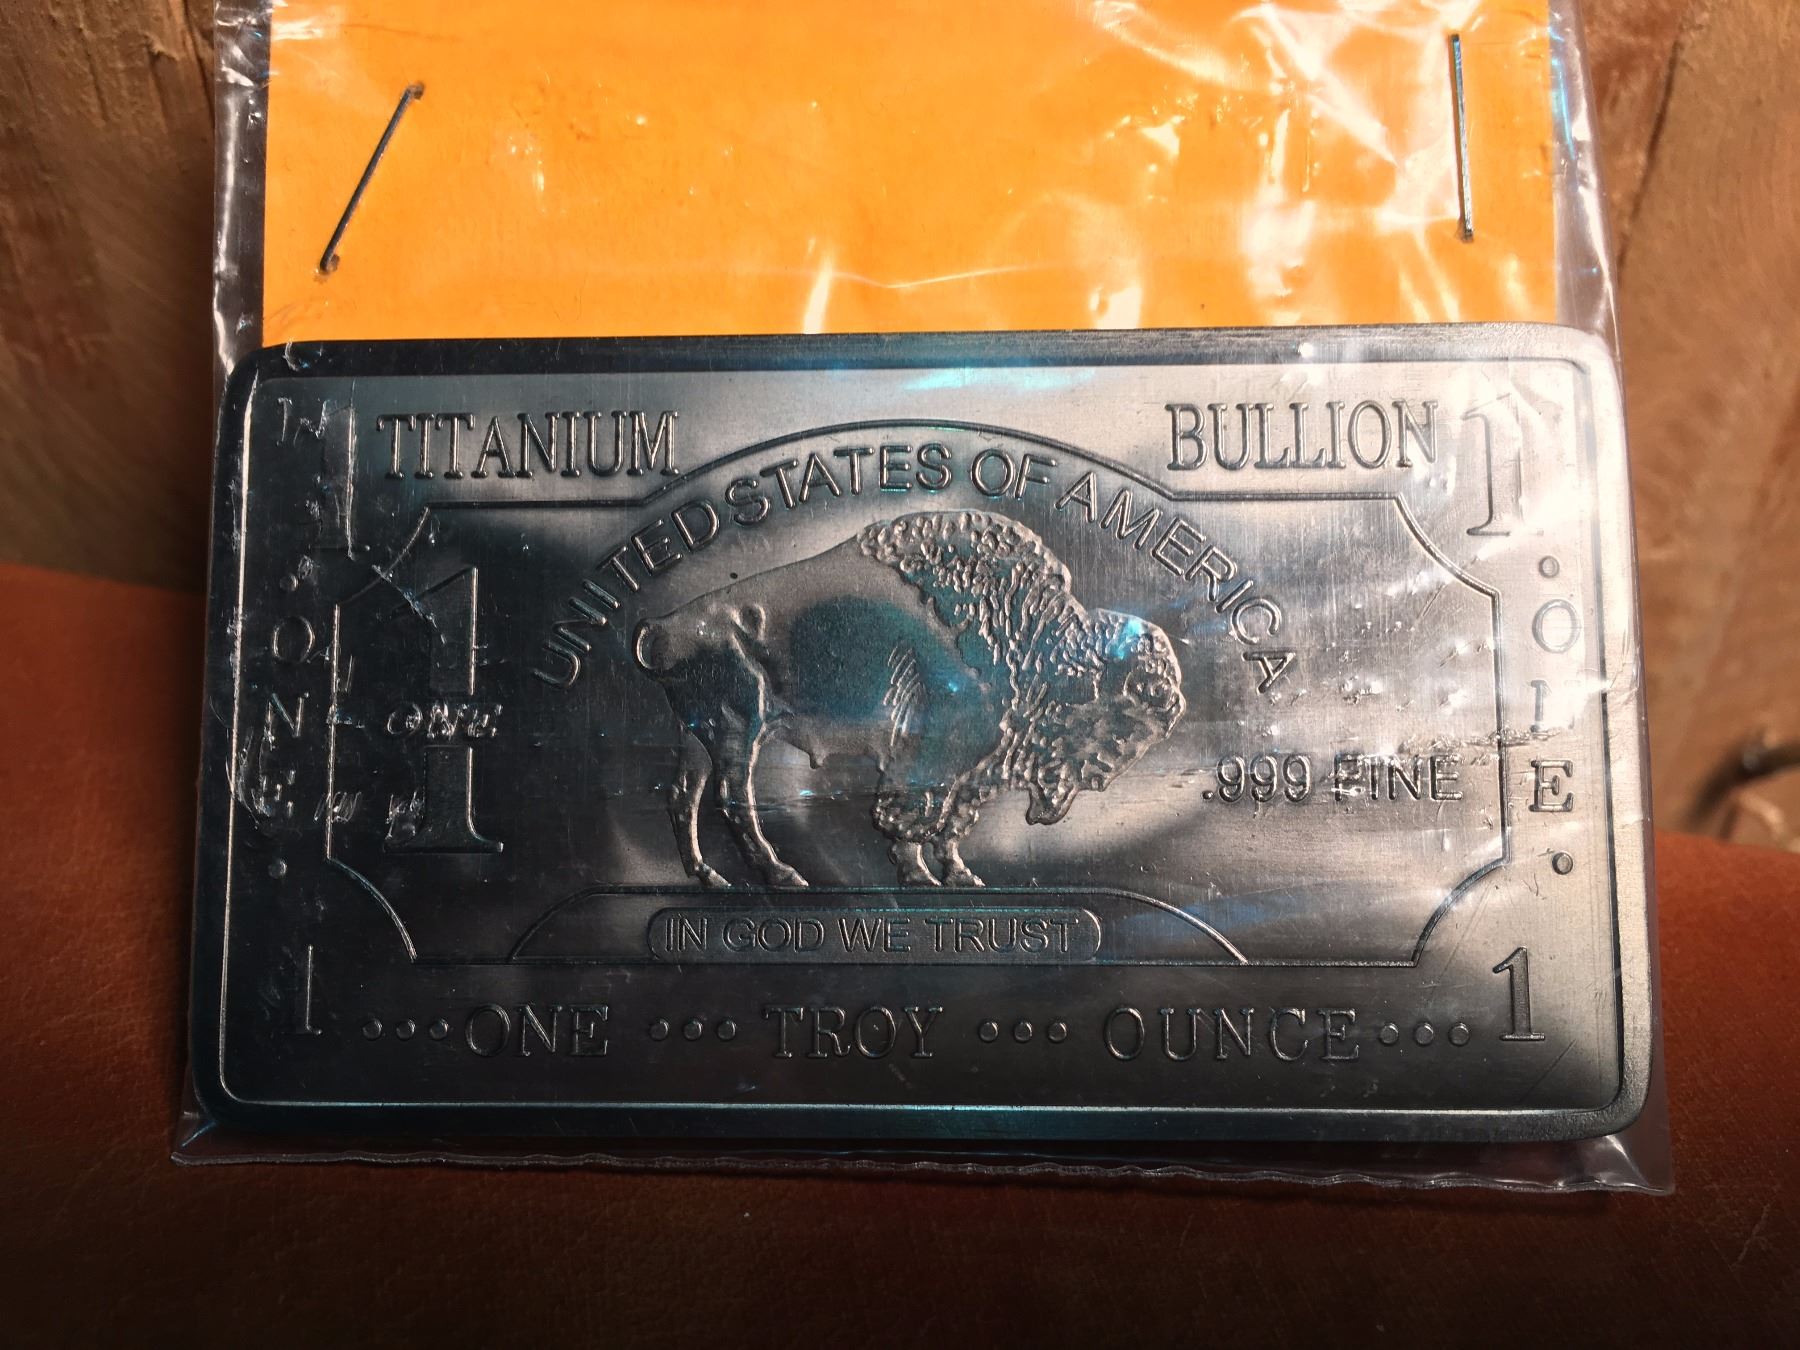 1 TITANIUM BULLION 1
UNITED STATES OF AMERICA
1
ONE
.999 FINE
IN GOD WE TRUST
• ONE •
• ONE •
1 •••ONE ••• TROY ••• OUNCE••• 1